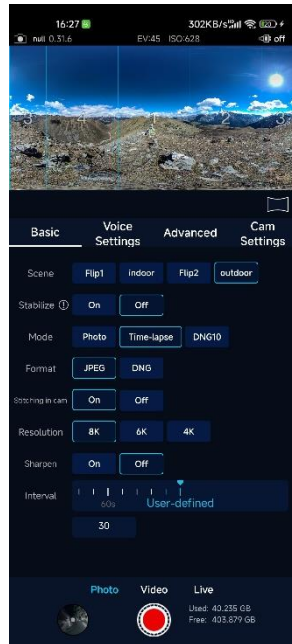 16:27 302KB/s 20
null 0.31.6 EV:45 ISO:628 off
3 4 1 2 3
Basic Voice Settings Advanced Cam Settings
Scene Flip1 indoor Flip2 outdoor
Stabilize On Off
Mode Photo Time-lapse DNG10
Format JPEG DNG
Stitching in cam On Off
Resolution 8K 6K 4K
Sharpen On Off
Interval 60s User-defined
30
Photo Video Live
Used: 40.235 GB
Free: 403.879 GB